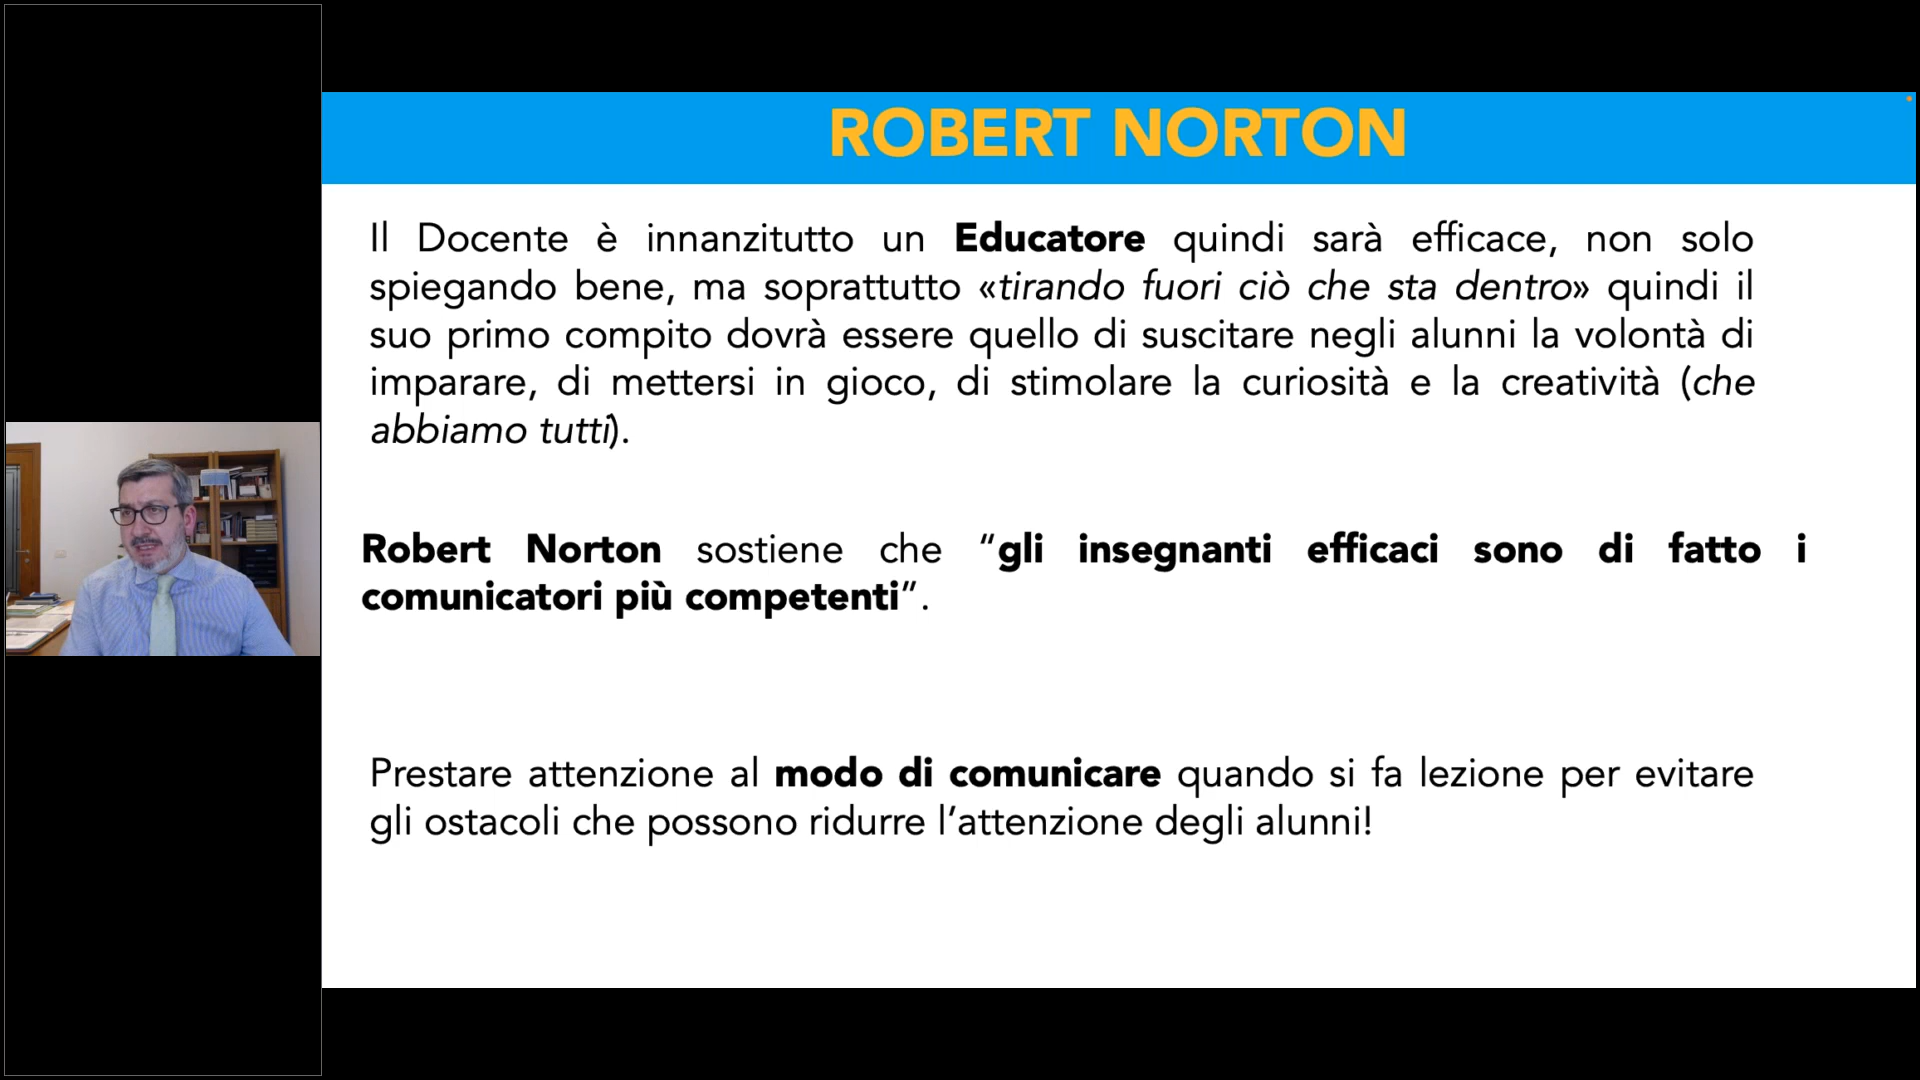 ROBERT NORTON
Il Docente è innanzitutto un Educatore quindi sarà efficace, non solo
spiegando bene, ma soprattutto «tirando fuori ciò che sta dentro» quindi il
suo primo compito dovrà essere quello di suscitare negli alunni la volontà di
imparare, di mettersi in gioco, di stimolare la curiosità e la creatività (che
abbiamo tutti).
Robert Norton sostiene che “gli insegnanti efficaci sono di fatto i
comunicatori più competenti”.
Prestare attenzione al modo di comunicare quando si fa lezione per evitare
gli ostacoli che possono ridurre l’attenzione degli alunni!